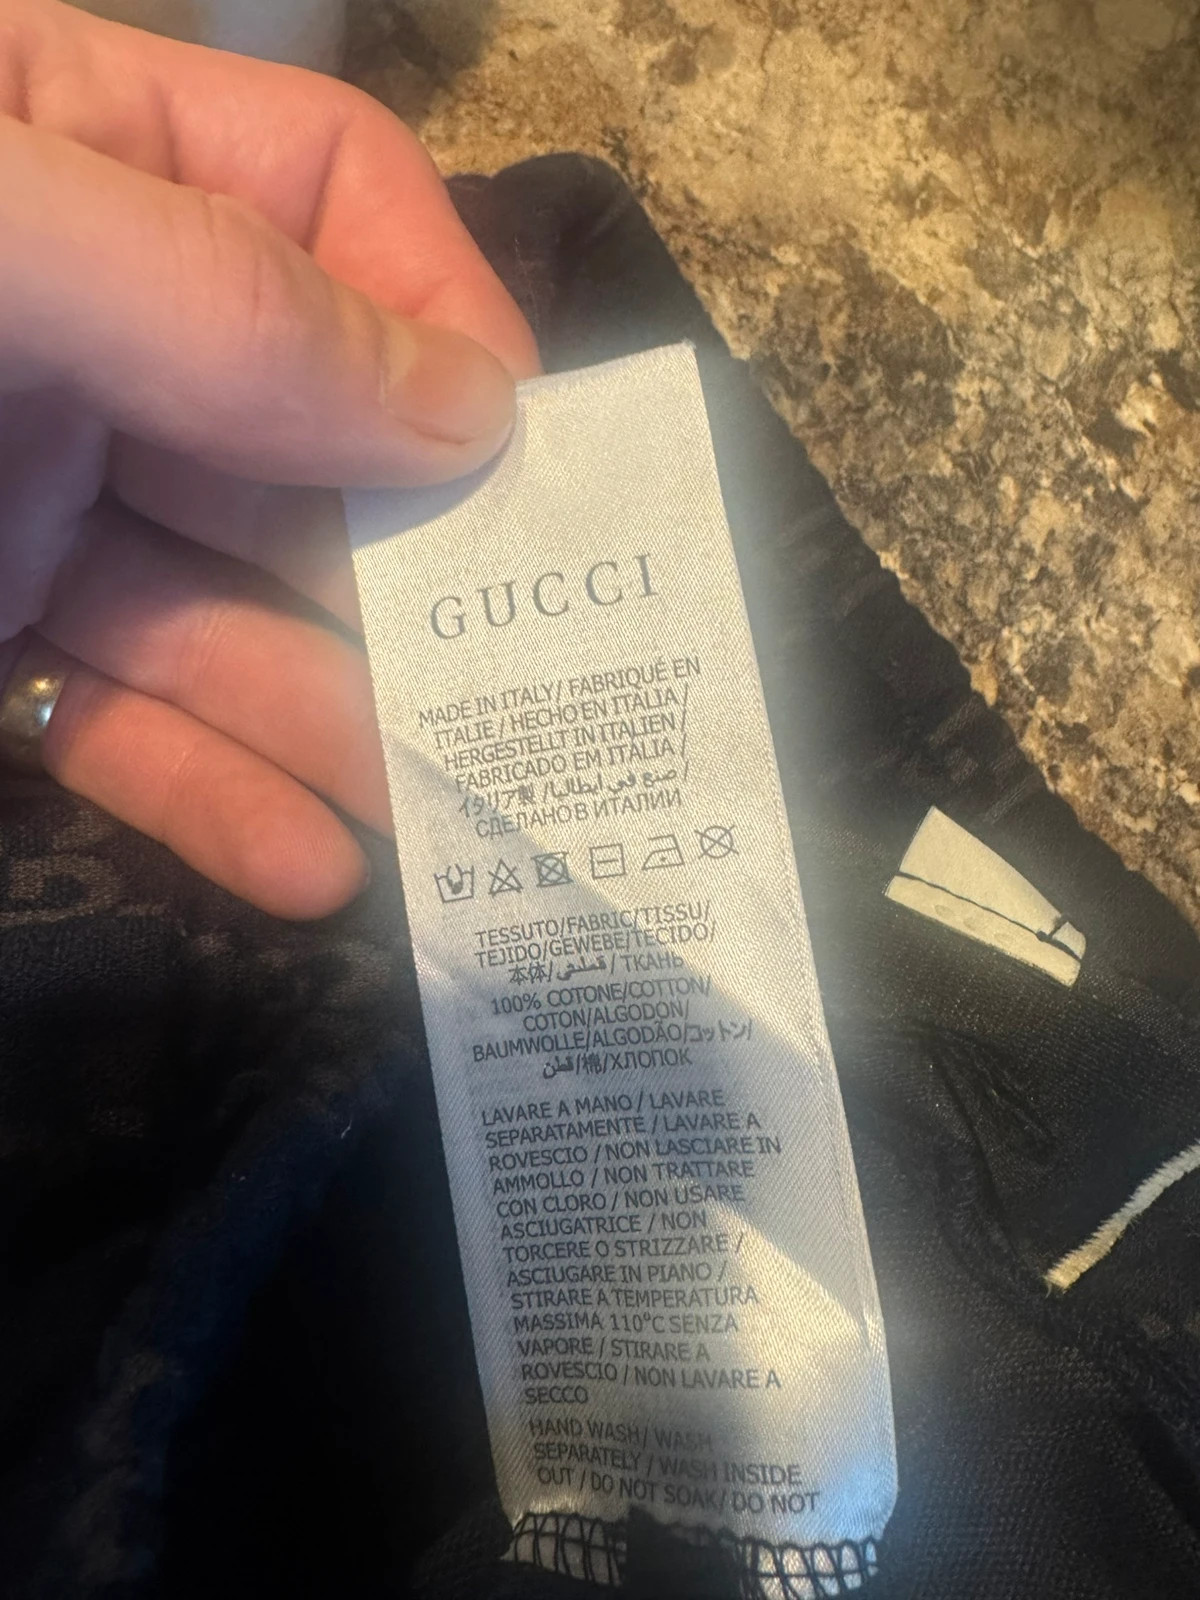 GUCCI
MADE IN ITALY/ FABRIQUÉ EN
ITALIE / HECHO EN ITALIA/
HERGESTELLT IN ITALIEN /
FABRICADO EM ITALIA /
イタリア製 / صنع في ايطاليا /
СДЕЛАНО В ИТАЛИИ
TESSUTO/FABRIC/TISSU/
TEJIDO/GEWEBE/TECIDO/
本体/ / ТКАНЬ
100% COTONE/COTTON/
COTON/ALGODON/
BAUMWOLLE/ALGODÃO/コットン/
قطن/棉/ХЛОПОК
LAVARE A MANO / LAVARE
SEPARATAMENTE / LAVARE A
ROVESCIO / NON LASCIARE IN
AMMOLLO / NON TRATTARE
CON CLORO / NON USARE
ASCIUGATRICE / NON
TORCERE O STRIZZARE /
ASCIUGARE IN PIANO /
STIRARE A TEMPERATURA
MASSIMA 110°C SENZA
VAPORE / STIRARE A
ROVESCIO / NON LAVARE A
SECCO
HAND WASH/ WASH
SEPARATELY / WASH INSIDE
OUT / DO NOT SOAK/ DO NOT